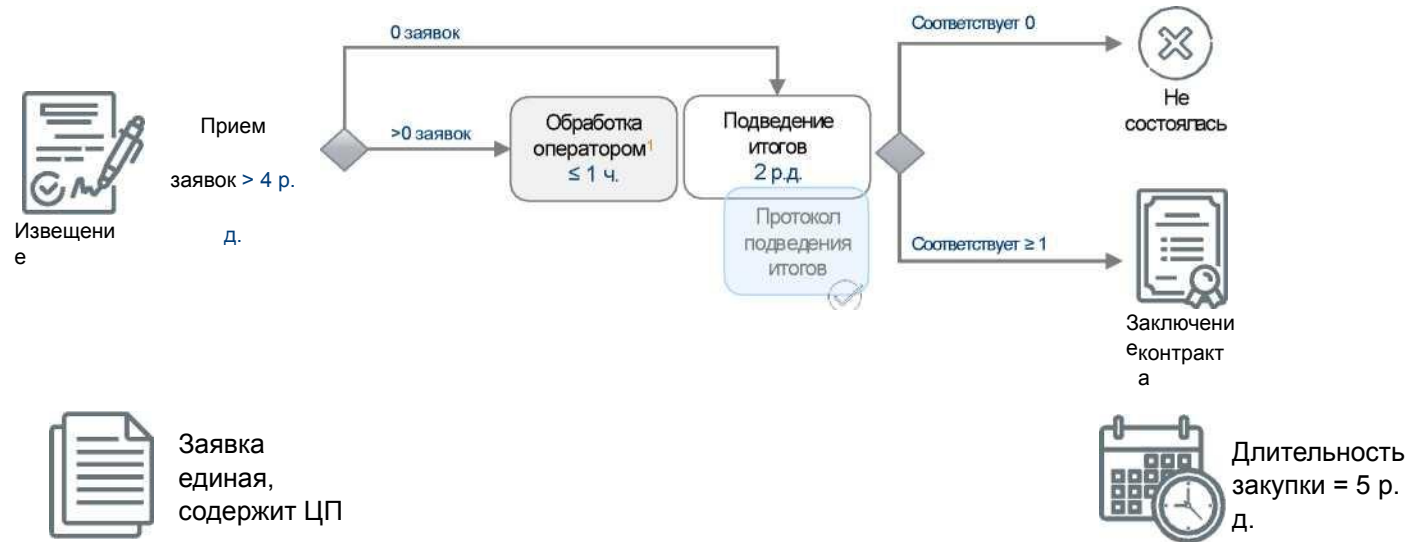 Извещени
е
Прием
заявок > 4 р.
д.
0 заявок
>0 заявок
Обработка
оператором1
≤ 1 ч.
Подведение
итогов
2 р.д.
Протокол
подведения
итогов
Соответствует 0
Не
состоялась
Соответствует ≥ 1
Заключени
еконтракт
а
Заявка
единая,
содержит ЦП
Длительность
закупки = 5 р.
д.